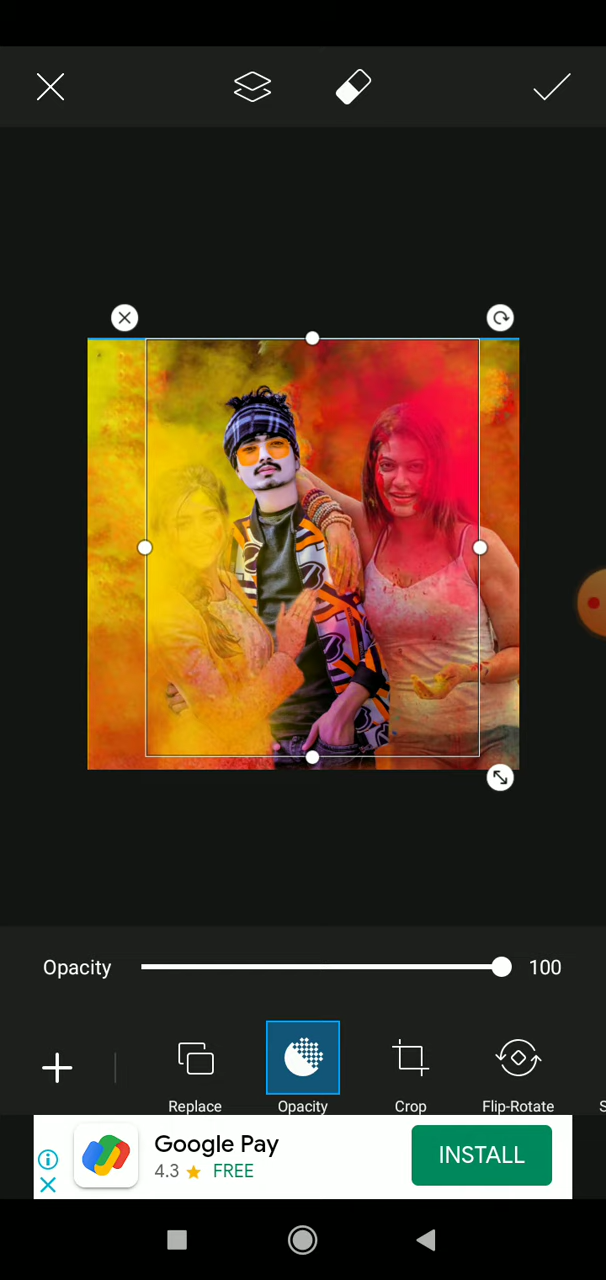 Opacity 100
Replace Opacity Crop Flip-Rotate S
Google Pay
4.3 FREE
INSTALL